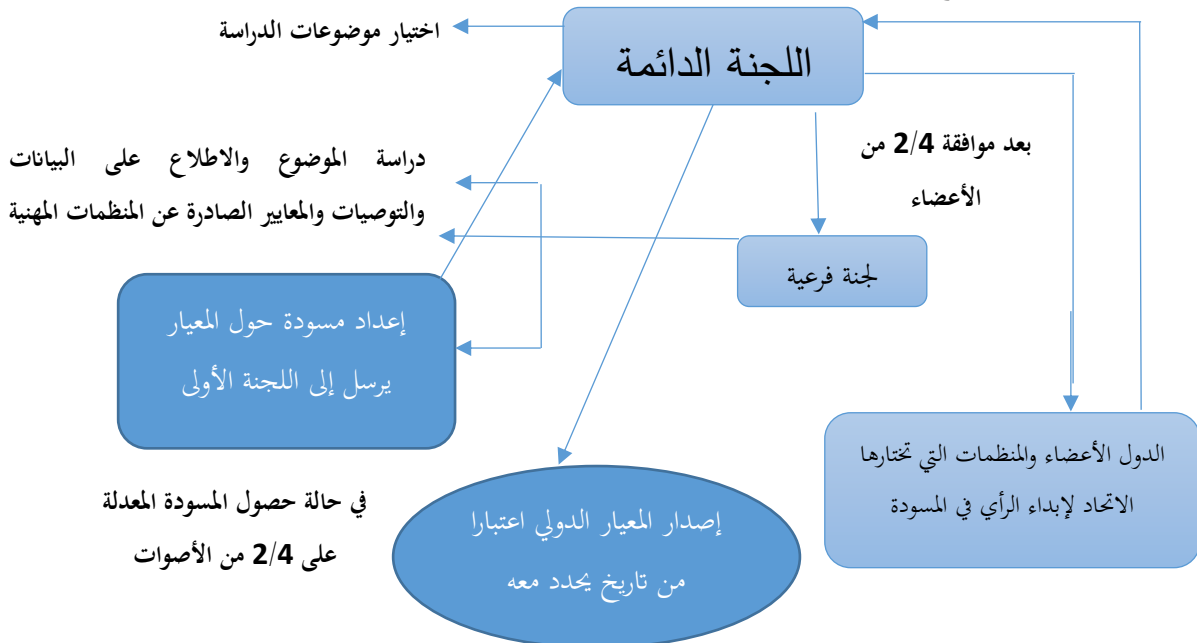 اختيار موضوعات الدراسة
اللجنة الدائمة
بعد موافقة 2/4 من
الأعضاء
دراسة الموضوع والاطلاع على البيانات
والتوصيات والمعايير الصادرة عن المنظمات المهنية
لجنة فرعية
إعداد مسودة حول المعيار
يرسل إلى اللجنة الأولى
الدول الأعضاء والمنظمات التي تختارها
الاتحاد لإبداء الرأي في المسودة
في حالة حصول المسودة المعدلة
على 2/4 من الأصوات
إصدار المعيار الدولي اعتبارا
من تاريخ يحدد معه